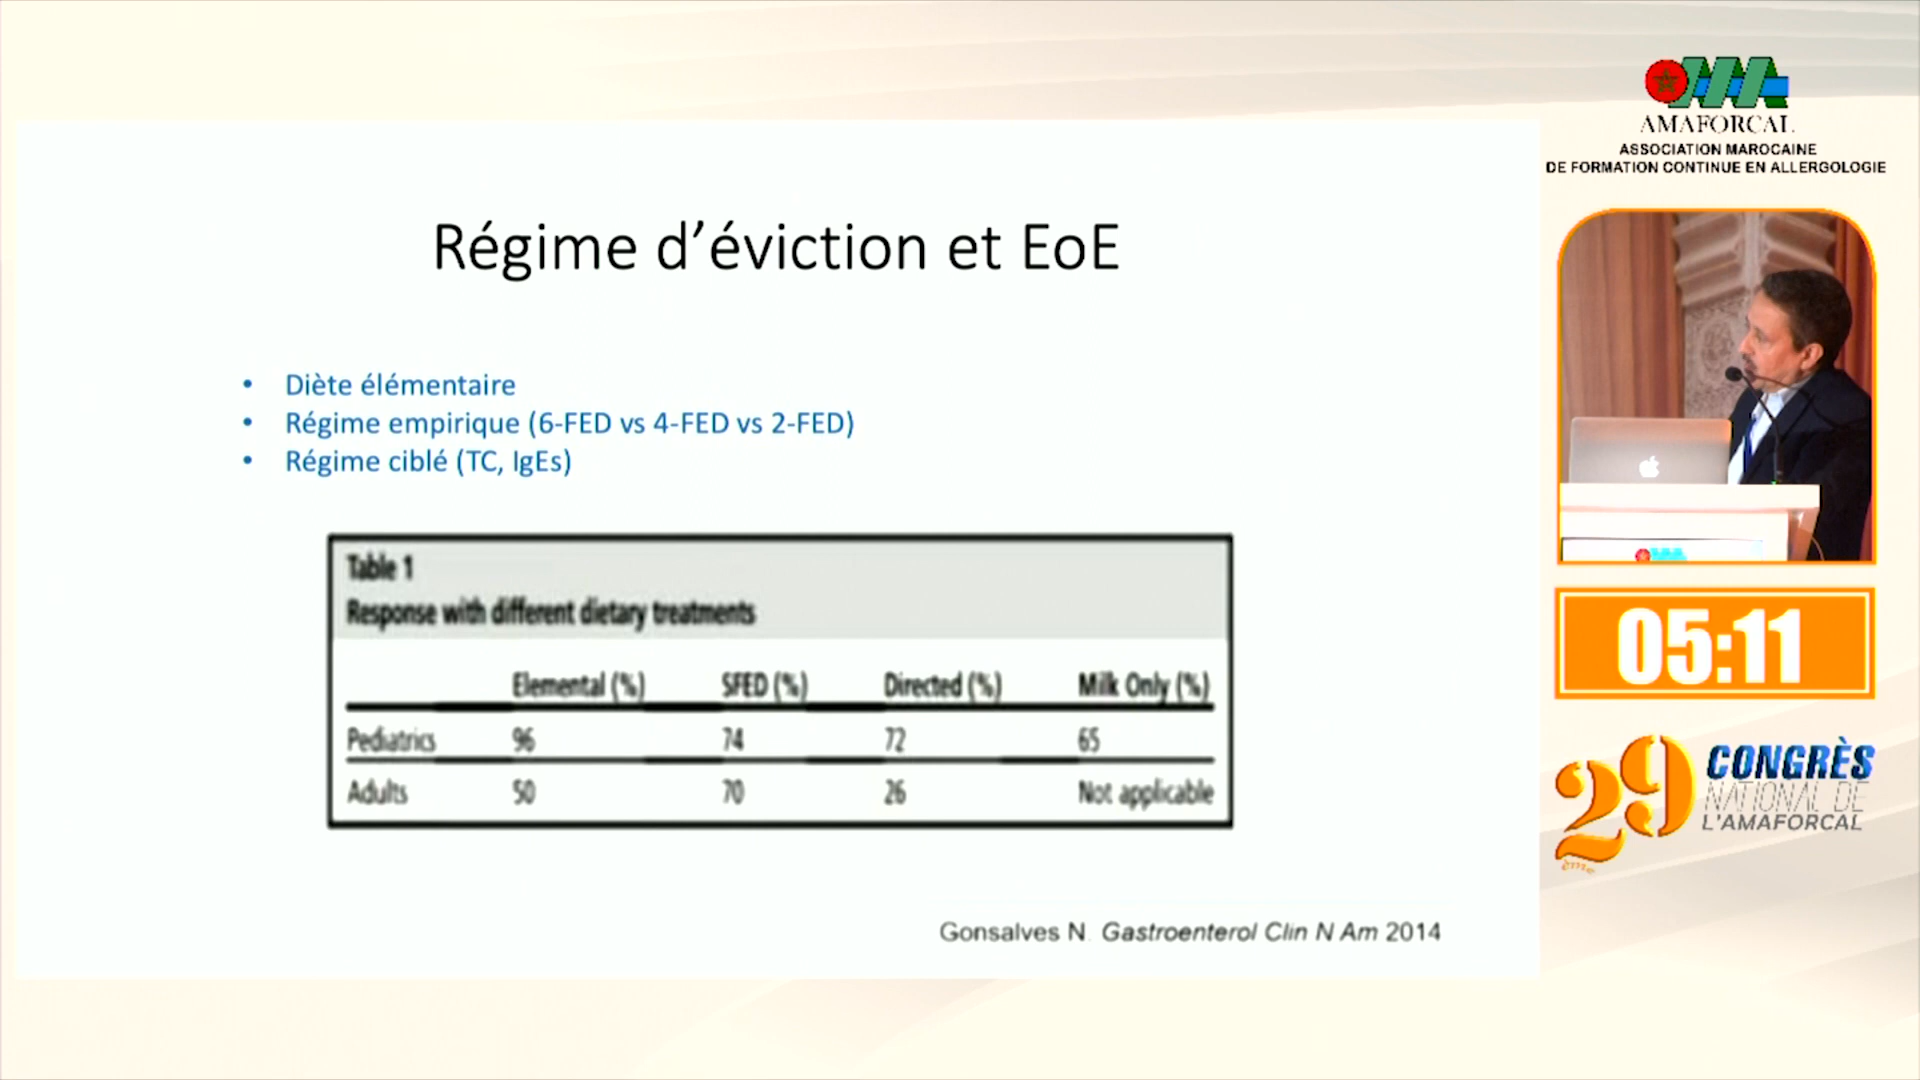 AMAFORCAL
ASSOCIATION MAROCAINE
DE FORMATION CONTINUE EN ALLERGOLOGIE
Régime d’éviction et EoE
• Diète élémentaire
• Régime empirique (6-FED vs 4-FED vs 2-FED)
• Régime ciblé (TC, IgEs)
Table 1
Response with different dietary treatments
Elemental (%) SFED (%) Directed (%) Milk Only (%)
Pediatrics 96 74 72 65
Adults 50 70 26 Not applicable
Gonsalves N. Gastroenterol Clin N Am 2014
05:11
29ème CONGRÈS
NATIONAL DE
L'AMAFORCAL